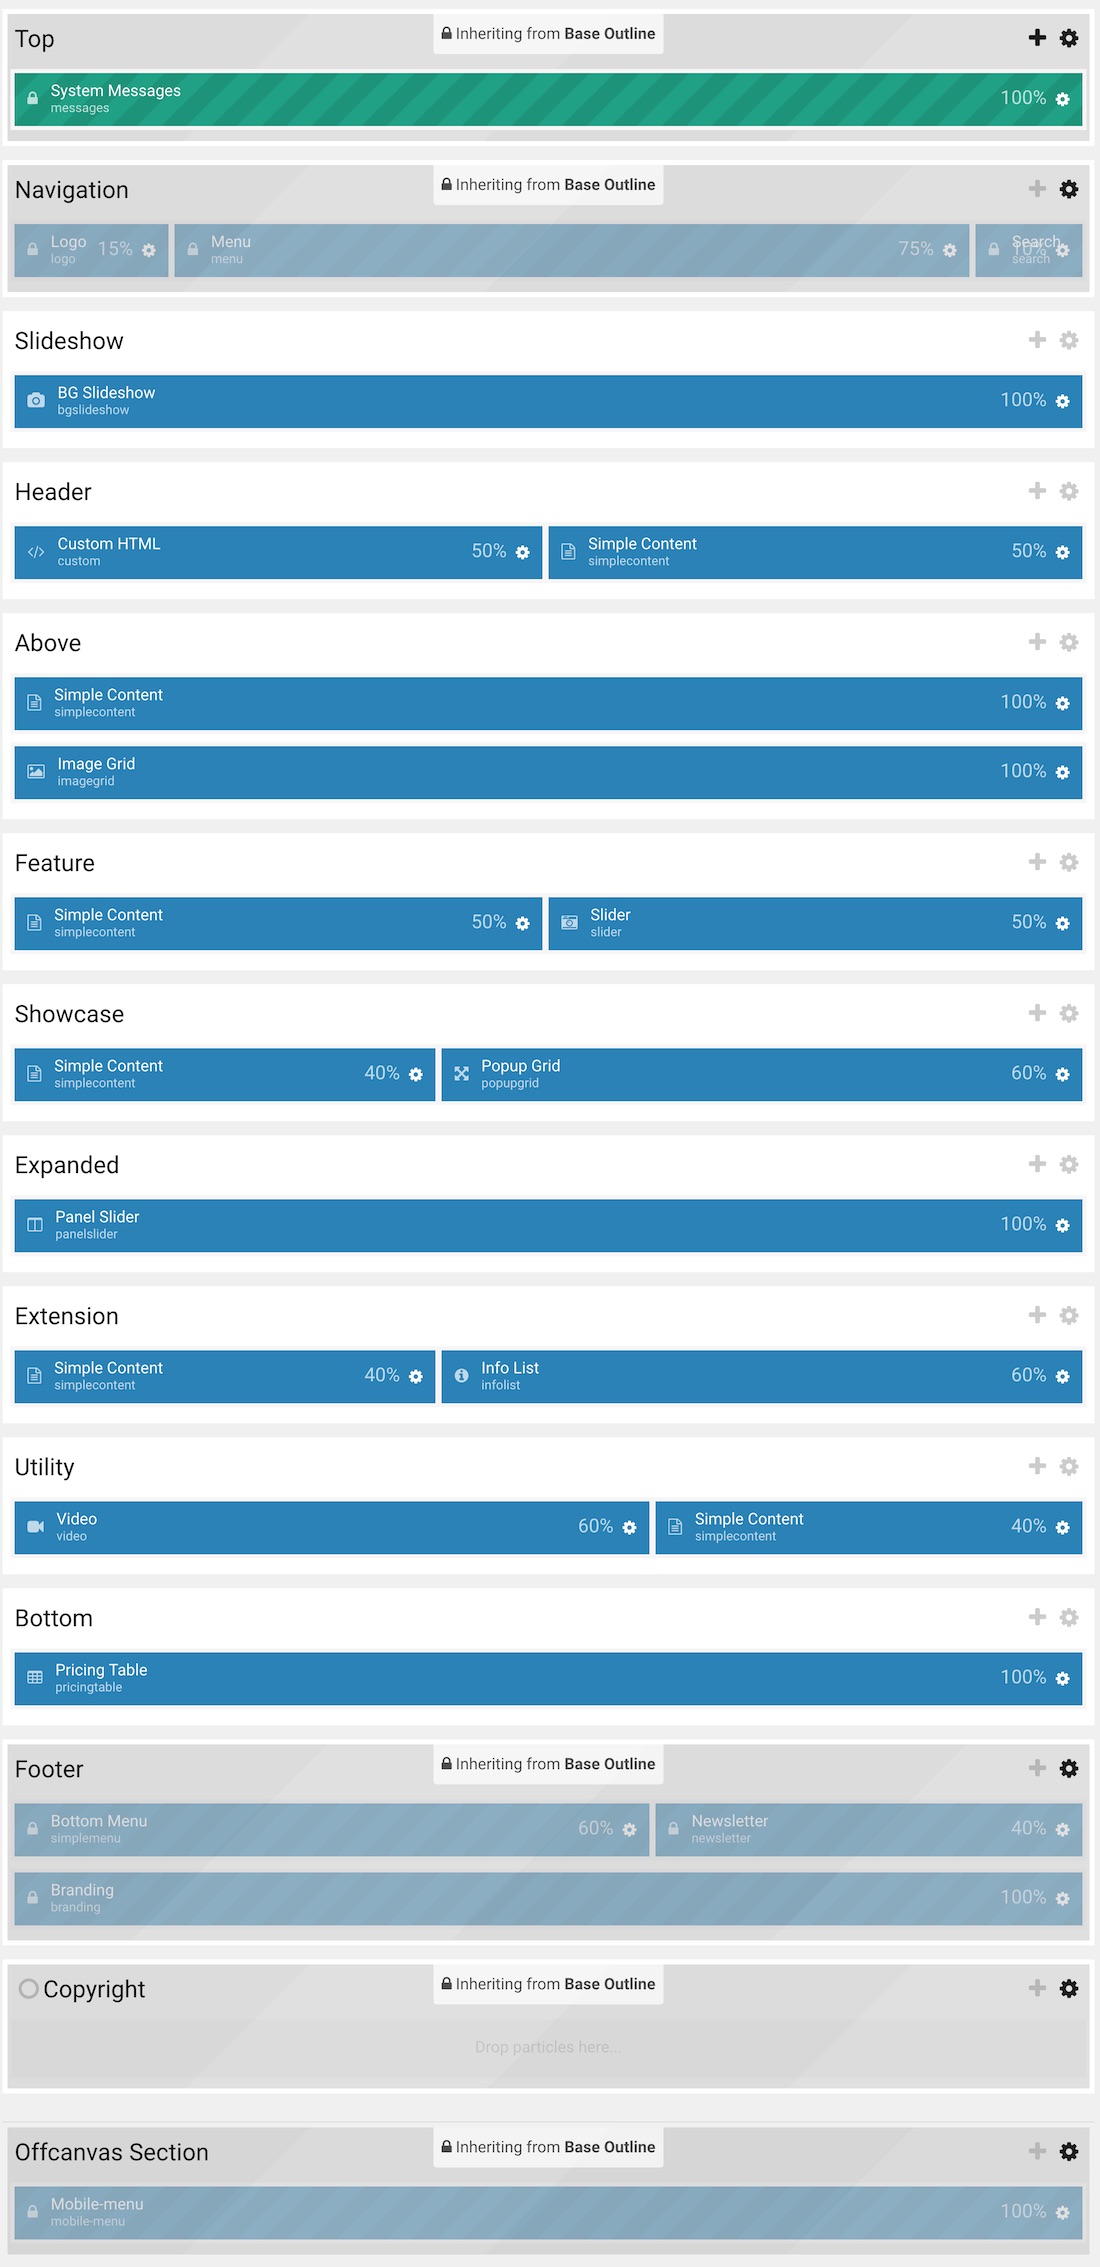 Top
Inheriting from Base Outline
System Messages
messages
100%
Navigation
Inheriting from Base Outline
Logo
logo
15%
Menu
menu
75%
Search
search
10%
Slideshow
BG Slideshow
bgslideshow
100%
Header
Custom HTML
custom
50%
Simple Content
simplecontent
50%
Above
Simple Content
simplecontent
100%
Image Grid
imagegrid
100%
Feature
Simple Content
simplecontent
50%
Slider
slider
50%
Showcase
Simple Content
simplecontent
40%
Popup Grid
popupgrid
60%
Expanded
Panel Slider
panelslider
100%
Extension
Simple Content
simplecontent
40%
Info List
infolist
60%
Utility
Video
video
60%
Simple Content
simplecontent
40%
Bottom
Pricing Table
pricingtable
100%
Footer
Inheriting from Base Outline
Bottom Menu
simplemenu
60%
Newsletter
newsletter
40%
Branding
branding
100%
Copyright
Inheriting from Base Outline
Drop particles here...
Offcanvas Section
Inheriting from Base Outline
Mobile-menu
mobile-menu
100%